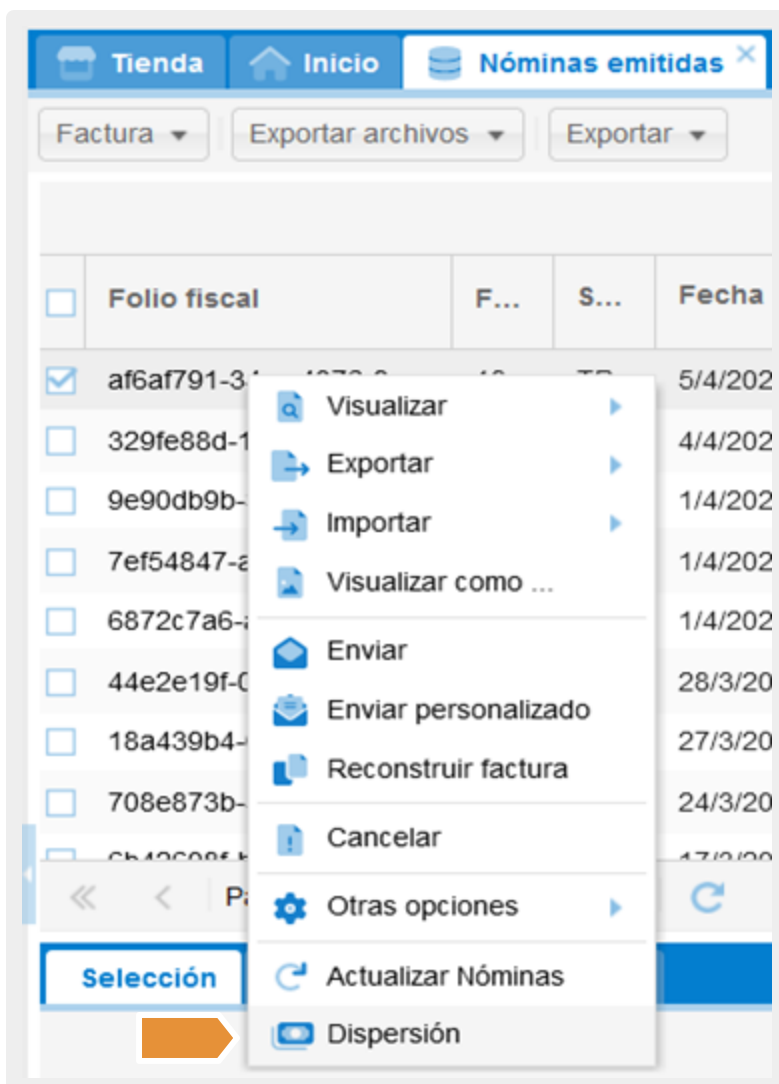 Tienda Inicio Nóminas emitidas
Factura Exportar archivos Exportar
Folio fiscal F... S... Fecha
af6af791-3 5/4/202
Visualizar
329fe88d-1 4/4/202
Exportar
9e90db9b- 1/4/202
Importar
7ef54847-a 1/4/202
Visualizar como ...
6872c7a6- 1/4/202
Enviar
44e2e19f-0 28/3/20
Enviar personalizado
18a439b4- 27/3/20
Reconstruir factura
708e873b- 24/3/20
Cancelar
Otras opciones
Selección Actualizar Nóminas
Dispersión